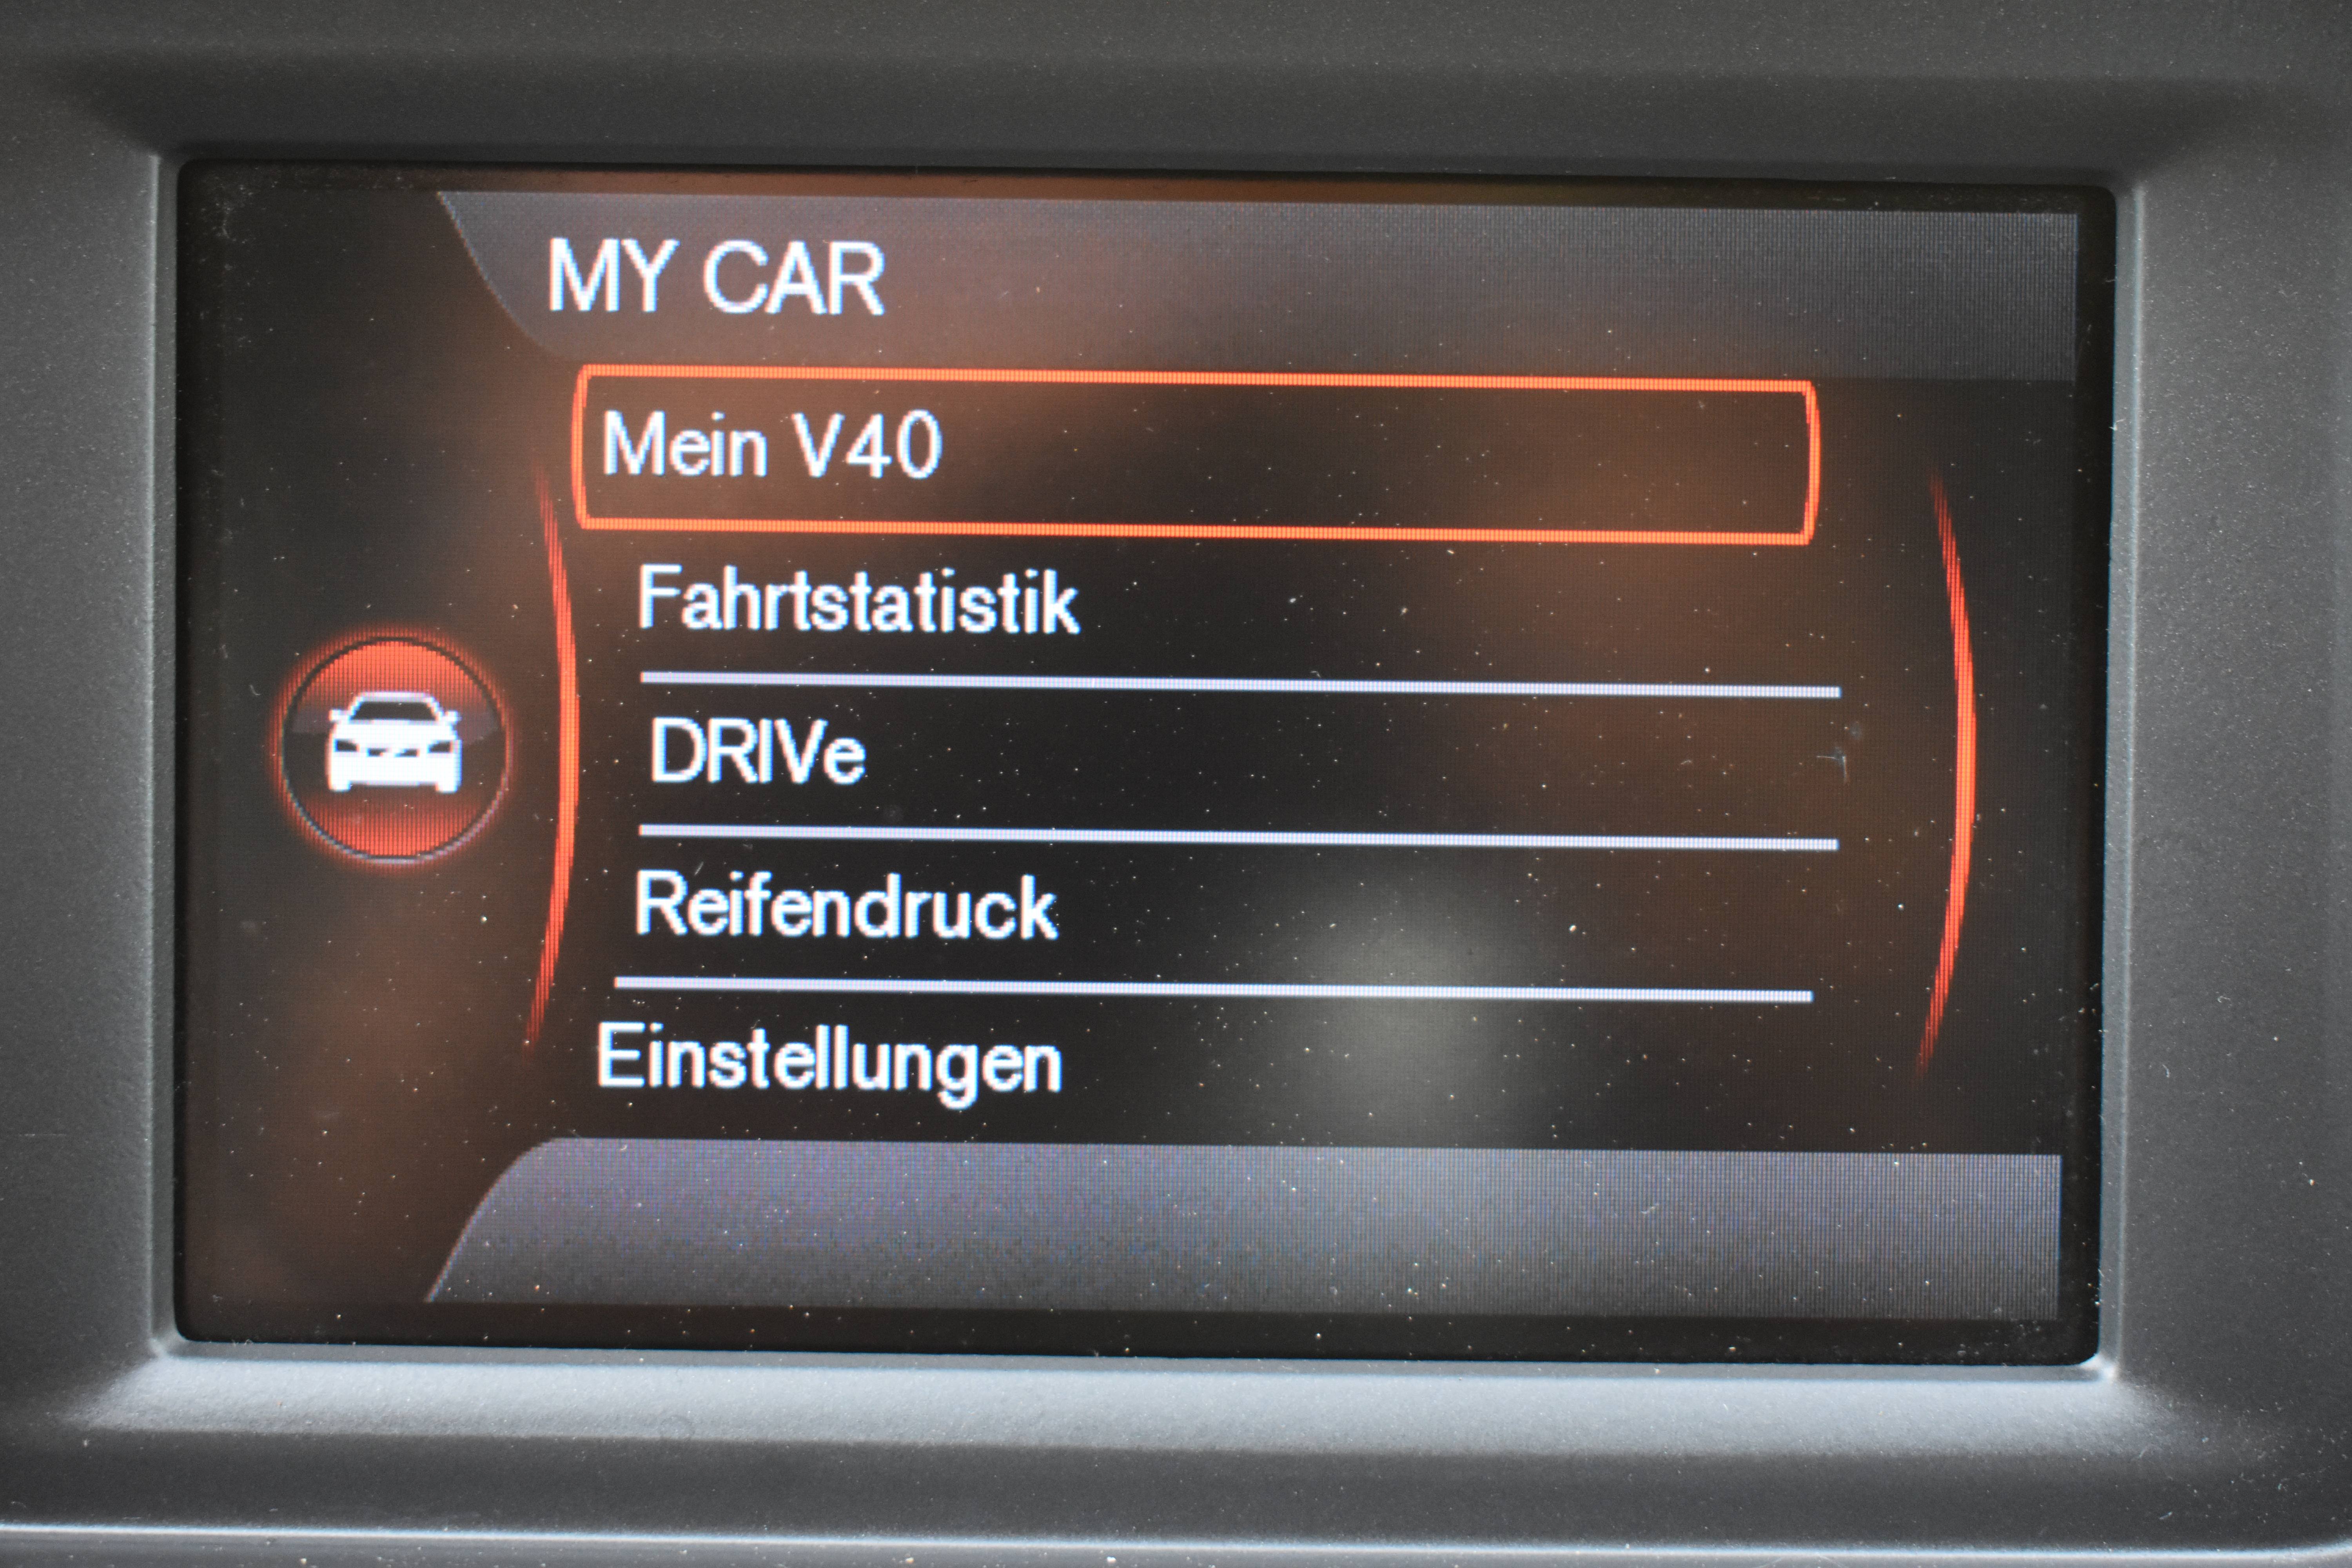 MY CAR
Mein V40
Fahrtstatistik
DRIVe
Reifendruck
Einstellungen